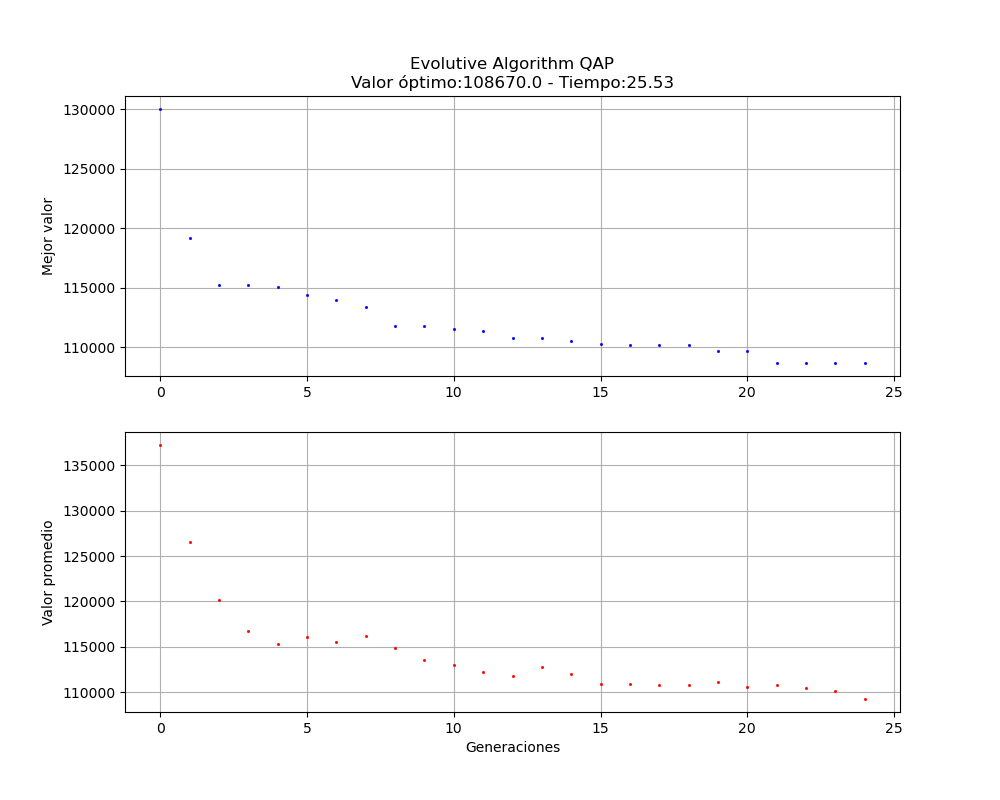 Evolutive Algorithm QAP
Valor óptimo:108670.0 - Tiempo:25.53
Mejor valor
130000
125000
120000
115000
110000
0 5 10 15 20 25
Valor promedio
135000
130000
125000
120000
115000
110000
0 5 10 15 20 25
Generaciones